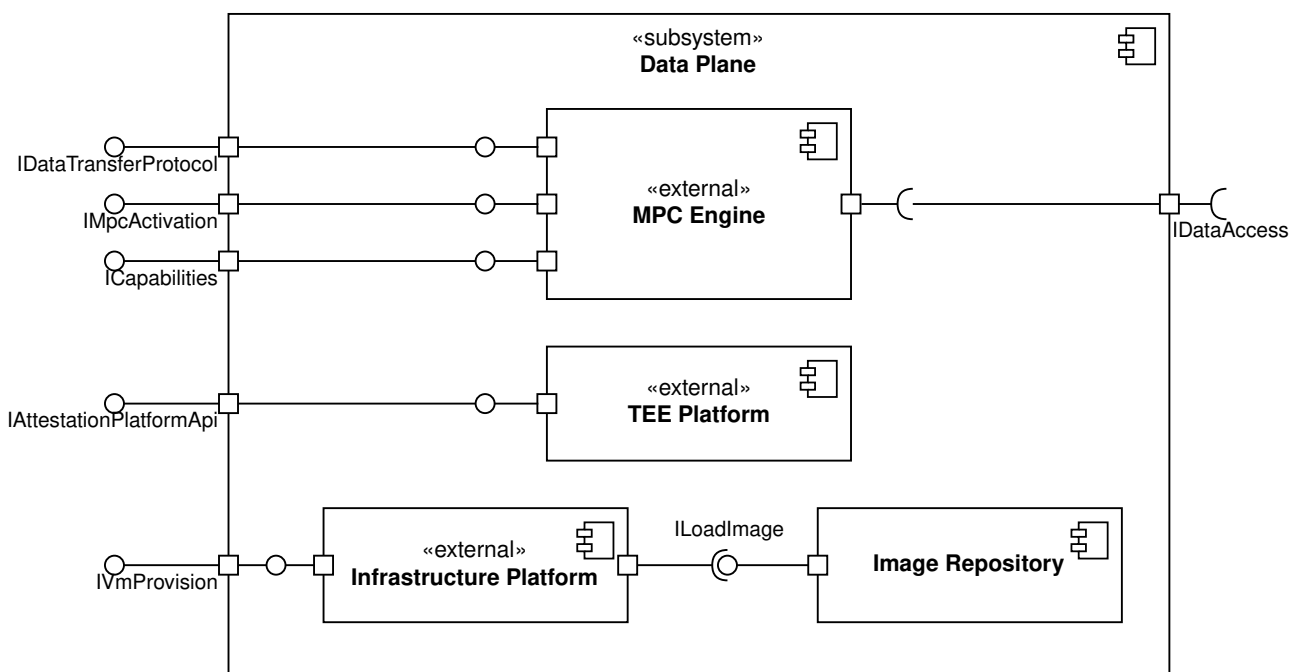 «subsystem»
Data Plane
IDataTransferProtocol
IMpcActivation
ICapabilities
«external»
MPC Engine
IDataAccess
IAttestationPlatformApi
«external»
TEE Platform
IVmProvision
«external»
Infrastructure Platform
ILoadImage
Image Repository